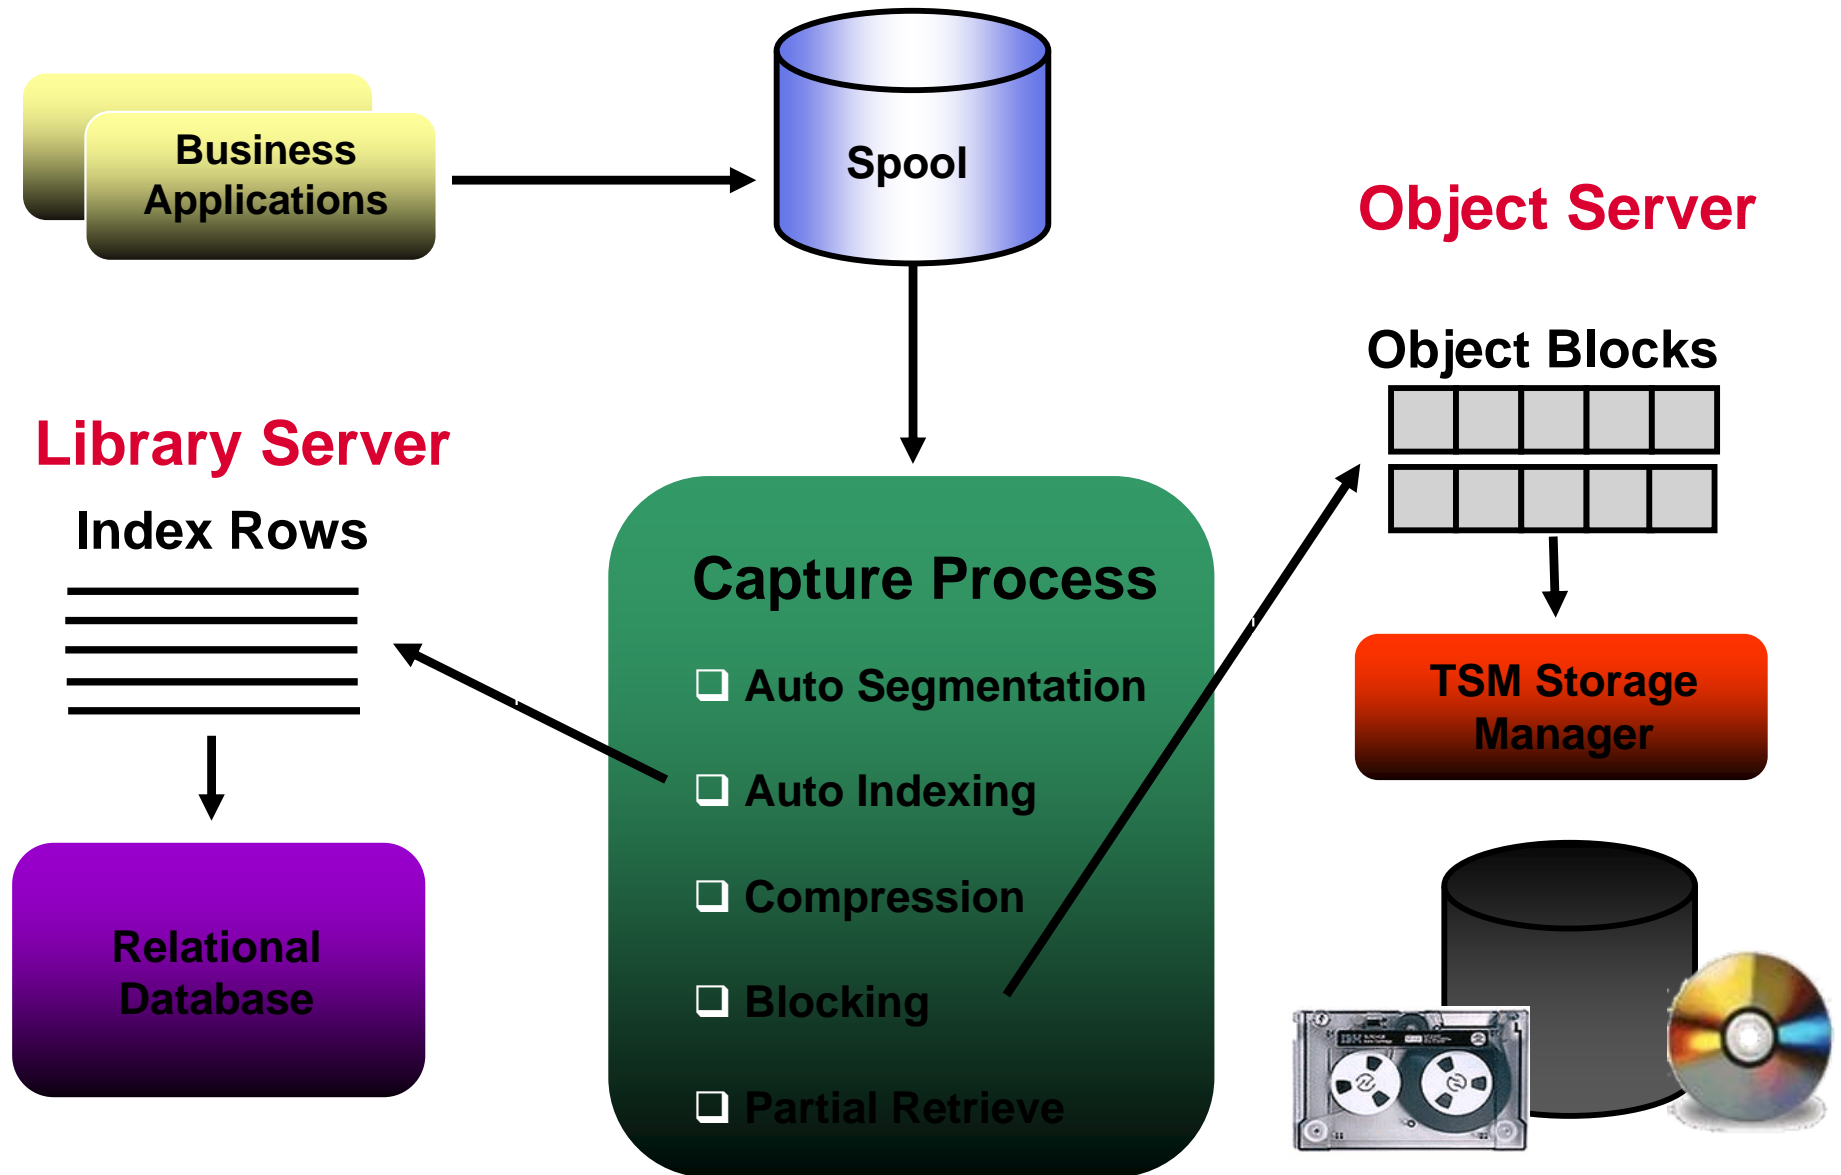 Business
Applications
Spool
Object Server
Object Blocks
Library Server
Index Rows
Capture Process
Auto Segmentation
Auto Indexing
Compression
Blocking
Partial Retrieve
TSM Storage
Manager
Relational
Database
IBM